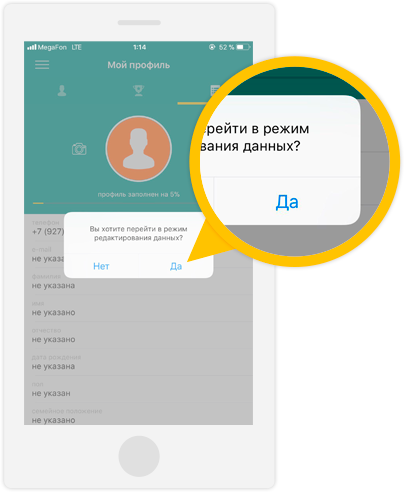 MegaFon LTE 1:14 52 %
Мой профиль
профиль заполнен на 5%
телефон
+7 (927)
Вы хотите перейти в режим
редактирования данных?
Нет Да
e-mail
не указа
фамилия
не указана
имя
не указано
отчество
не указано
дата рождения
не указана
пол
не указан
семейное положение
не указано
рейти в режим
вания данных?
Да